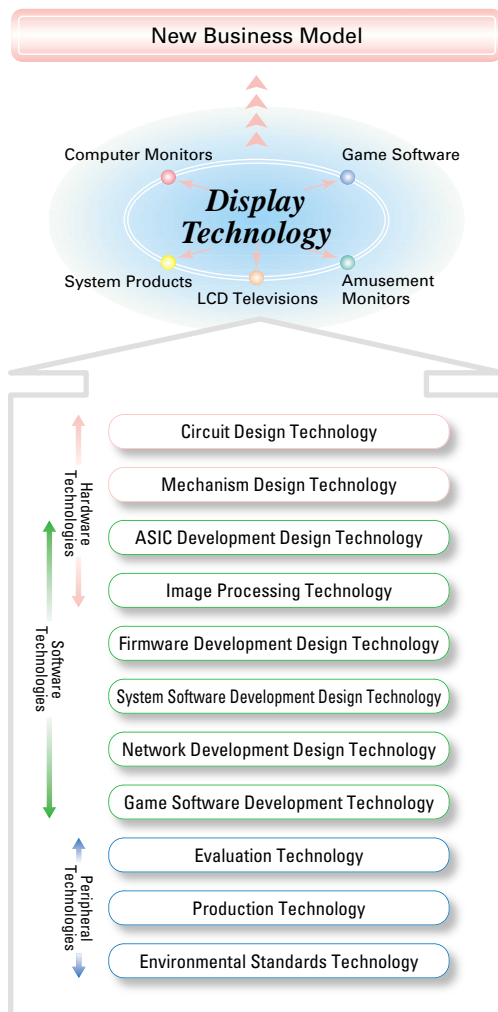 New Business Model
Computer Monitors
Game Software
Display
Technology
System Products
LCD Televisions
Amusement
Monitors
Hardware
Technologies
Software
Technologies
Peripheral
Technologies
Circuit Design Technology
Mechanism Design Technology
ASIC Development Design Technology
Image Processing Technology
Firmware Development Design Technology
System Software Development Design Technology
Network Development Design Technology
Game Software Development Technology
Evaluation Technology
Production Technology
Environmental Standards Technology